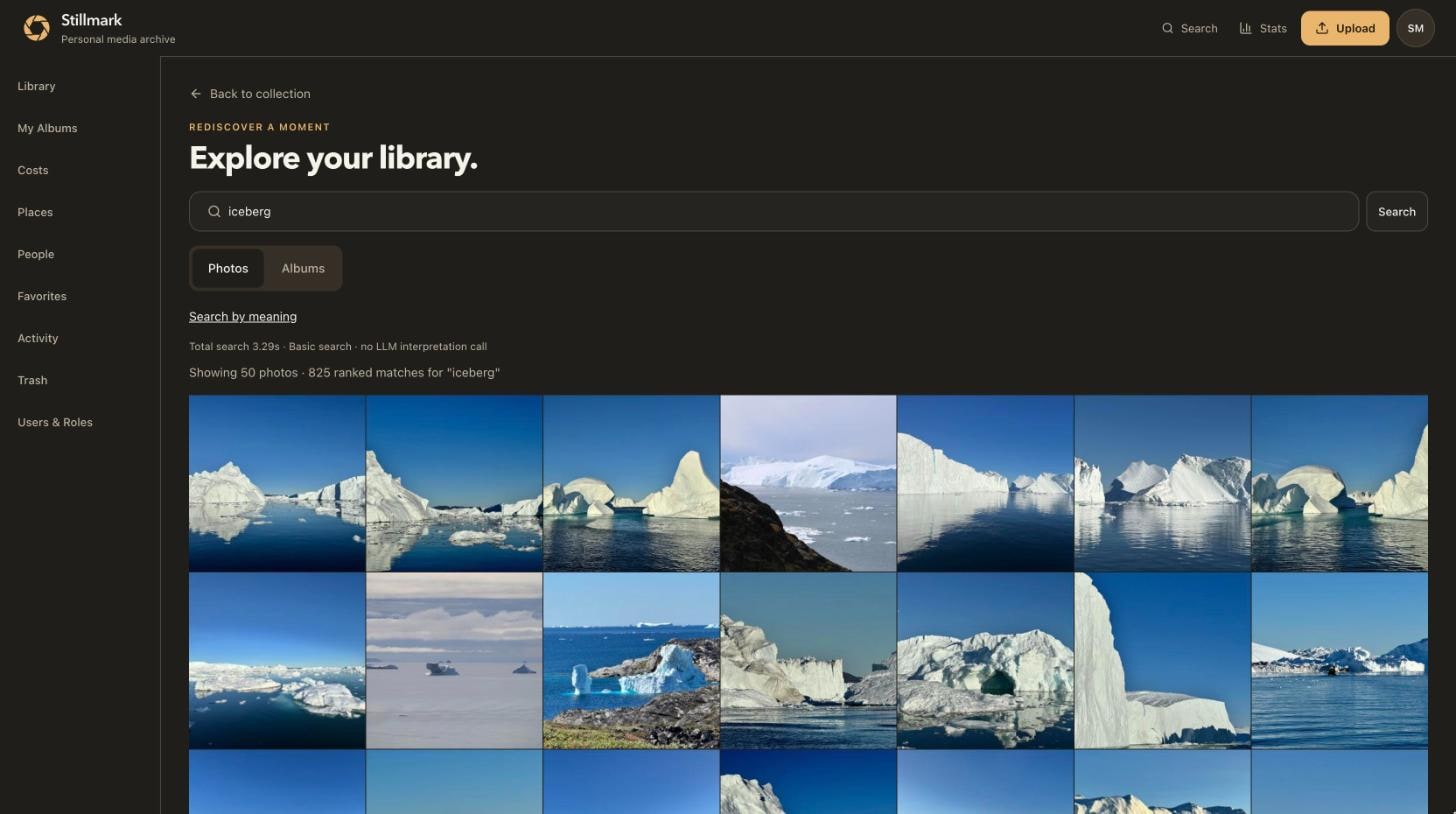 Stillmark
Personal media archive
Search
Stats
Upload
SM
Library
My Albums
Costs
Places
People
Favorites
Activity
Trash
Users & Roles
Back to collection
REDISCOVER A MOMENT
Explore your library.
iceberg
Search
Photos
Albums
Search by meaning
Total search 3.29s · Basic search · no LLM interpretation call
Showing 50 photos · 825 ranked matches for "iceberg"